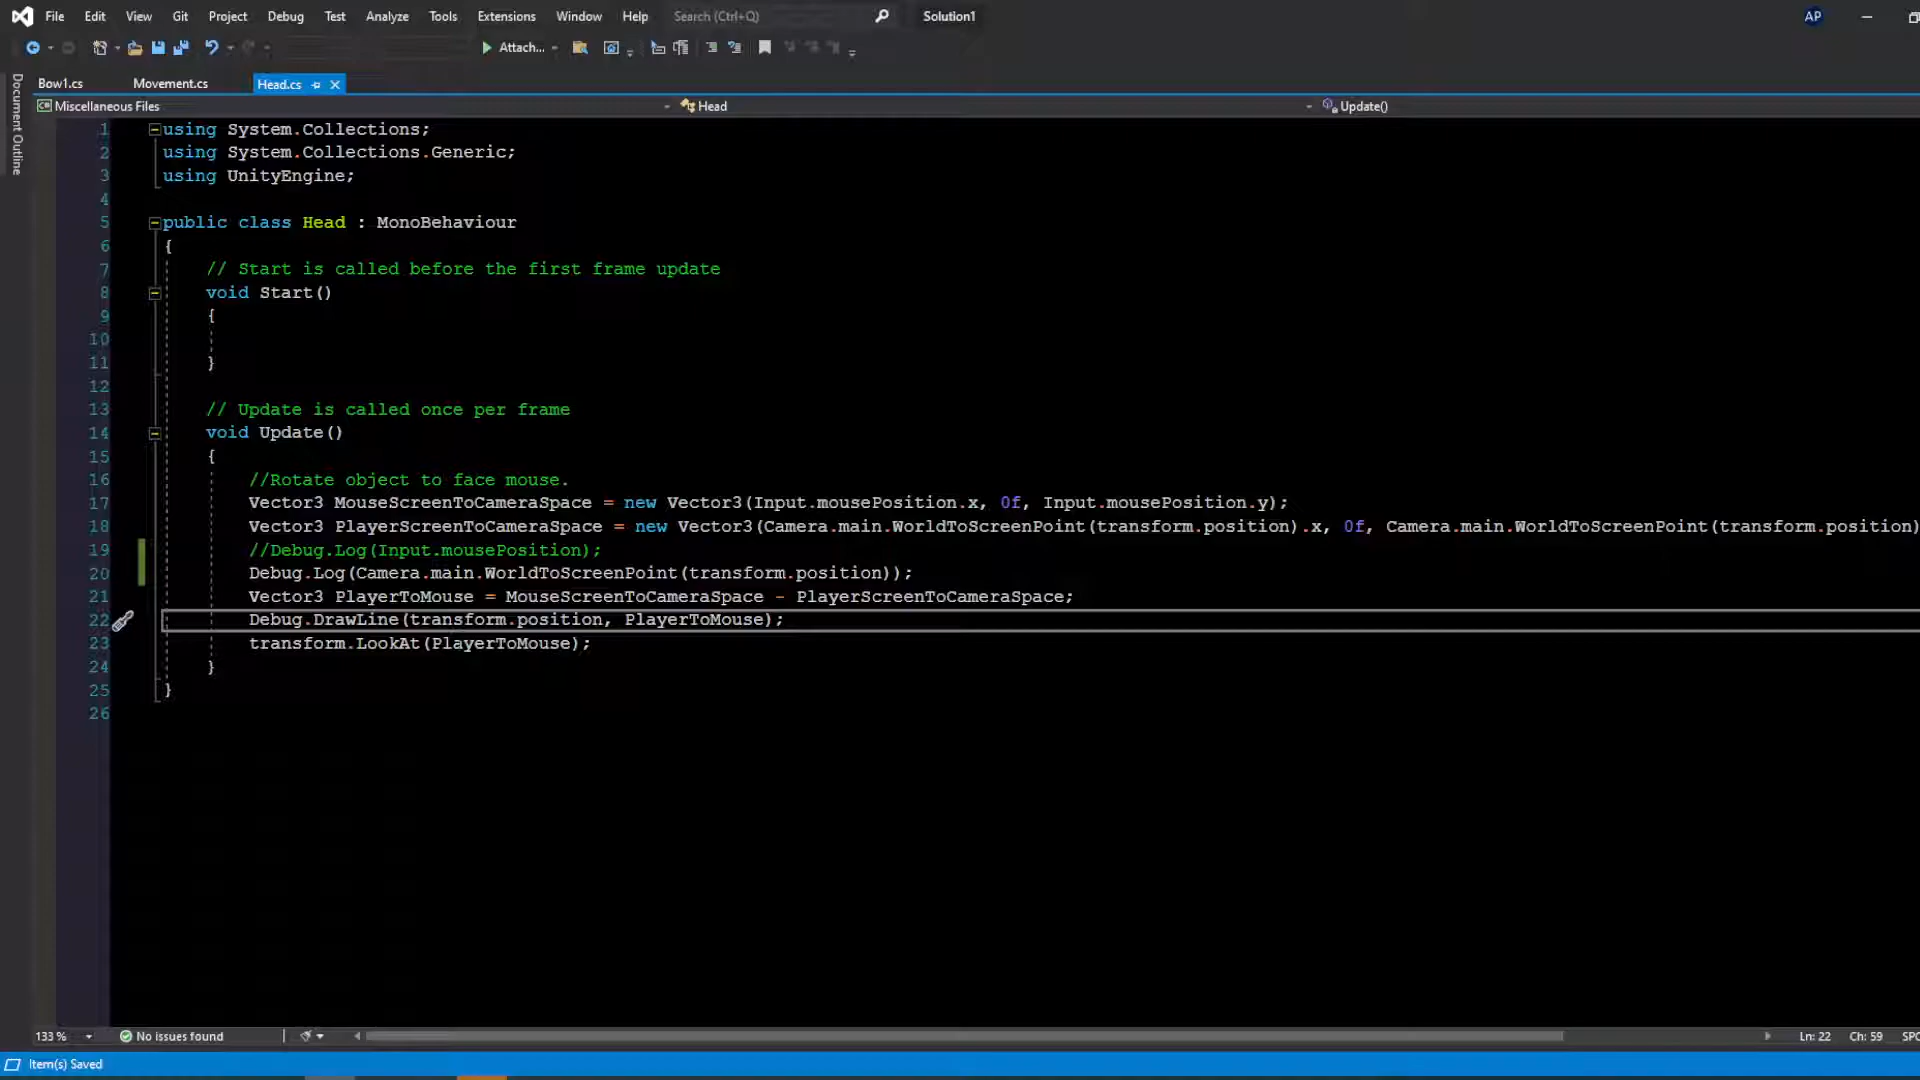 File Edit View Git Project Debug Test Analyze Tools Extensions Window Help Search (Ctrl+Q) Solution1 AP
Attach...
Bow1.cs Movement.cs Head.cs
Document Outline
Miscellaneous Files Head Update()
1 using System.Collections;
2 using System.Collections.Generic;
3 using UnityEngine;
4
5 public class Head : MonoBehaviour
6 {
7 // Start is called before the first frame update
8 void Start()
9 {
10
11 }
12
13 // Update is called once per frame
14 void Update()
15 {
16 //Rotate object to face mouse.
17 Vector3 MouseScreenToCameraSpace = new Vector3(Input.mousePosition.x, 0f, Input.mousePosition.y);
18 Vector3 PlayerScreenToCameraSpace = new Vector3(Camera.main.WorldToScreenPoint(transform.position).x, 0f, Camera.main.WorldToScreenPoint(transform.position)
19 //Debug.Log(Input.mousePosition);
20 Debug.Log(Camera.main.WorldToScreenPoint(transform.position));
21 Vector3 PlayerToMouse = MouseScreenToCameraSpace - PlayerScreenToCameraSpace;
22 Debug.DrawLine(transform.position, PlayerToMouse);
23 transform.LookAt(PlayerToMouse);
24 }
25 }
26
133 % No issues found Ln: 22 Ch: 59 SPC
Item(s) Saved